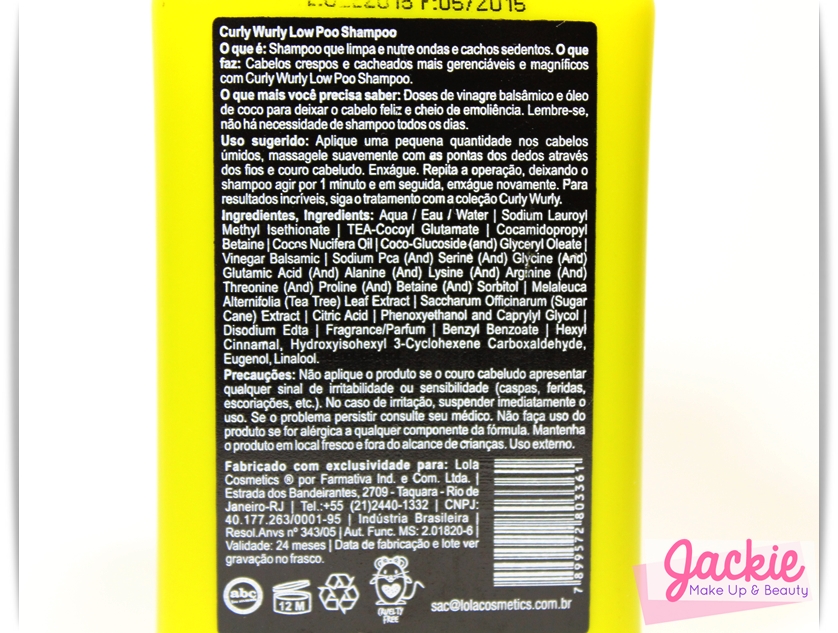 F:05/2015
Curly Wurly Low Poo Shampoo
O que é: Shampoo que limpa e nutre ondas e cachos sedentos. O que
faz: Cabelos crespos e cacheados mais gerenciáveis e magníficos
com Curly Wurly Low Poo Shampoo.
O que mais você precisa saber: Doses de vinagre balsâmico e óleo
de coco para deixar o cabelo feliz e cheio de emoliência. Lembre-se,
não há necessidade de shampoo todos os dias.
Uso sugerido: Aplique uma pequena quantidade nos cabelos
úmidos, massageie suavemente com as pontas dos dedos através
dos fios e couro cabeludo. Enxágue. Repita a operação, deixando o
shampoo agir por 1 minuto e em seguida, enxágue novamente. Para
resultados incríveis, siga o tratamento com a coleção Curly Wurly.
Ingredientes, Ingredients: Aqua / Eau / Water | Sodium Lauroyl
Methyl Isethionate | TEA-Cocoyl Glutamate | Cocamidopropyl
Betaine | Cocos Nucifera Oil | Coco-Glucoside (and) Glyceryl Oleate |
Vinegar Balsamic | Sodium Pca (And) Serine (And) Glycine (And)
Glutamic Acid (And) Alanine (And) Lysine (And) Arginine (And)
Threonine (And) Proline (And) Betaine (And) Sorbitol | Melaleuca
Alternifolia (Tea Tree) Leaf Extract | Saccharum Officinarum (Sugar
Cane) Extract | Citric Acid | Phenoxyethanol and Caprylyl Glycol |
Disodium Edta | Fragrance/Parfum | Benzyl Benzoate | Hexyl
Cinnamal, Hydroxyisohexyl 3-Cyclohexene Carboxaldehyde,
Eugenol, Linalool.
Precauções: Não aplique o produto se o couro cabeludo apresentar
qualquer sinal de irritabilidade ou sensibilidade (caspas, feridas,
escoriações, etc.). No caso de irritação, suspender imediatamente o
uso. Se o problema persistir consulte seu médico. Não faça uso do
produto se for alérgica a qualquer componente da fórmula. Mantenha
o produto em local fresco e fora do alcance de crianças. Uso externo.
Fabricado com exclusividade para: Lola
Cosmetics ® por Farmativa Ind. e Com. Ltda. |
Estrada dos Bandeirantes, 2709 - Taquara - Rio de
Janeiro-RJ | Tel.:+55 (21)2440-1332 | CNPJ:
40.177.263/0001-95 | Indústria Brasileira |
Resol.Anvs nº 343/05 | Aut. Func. MS: 2.01820-6 |
Validade: 24 meses | Data de fabricação e lote ver
gravação no frasco.
7 899572 803361
abc
12 M
CRUELTY
FREE
sac@lolacosmetics.com.br
Jackie
Make Up & Beauty